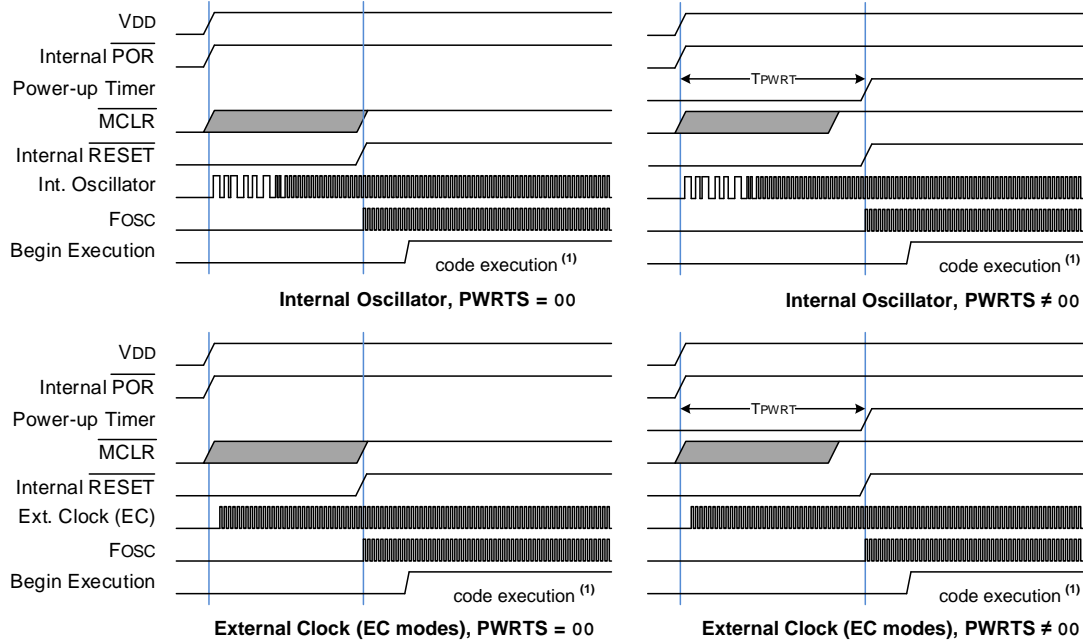 VDD
Internal POR
Power-up Timer
MCLR
Internal RESET
Int. Oscillator
FOSC
Begin Execution
code execution (1)
Internal Oscillator, PWRTS = 00
TPWRT
code execution (1)
Internal Oscillator, PWRTS ≠ 00
VDD
Internal POR
Power-up Timer
MCLR
Internal RESET
Ext. Clock (EC)
FOSC
Begin Execution
code execution (1)
External Clock (EC modes), PWRTS = 00
TPWRT
code execution (1)
External Clock (EC modes), PWRTS ≠ 00